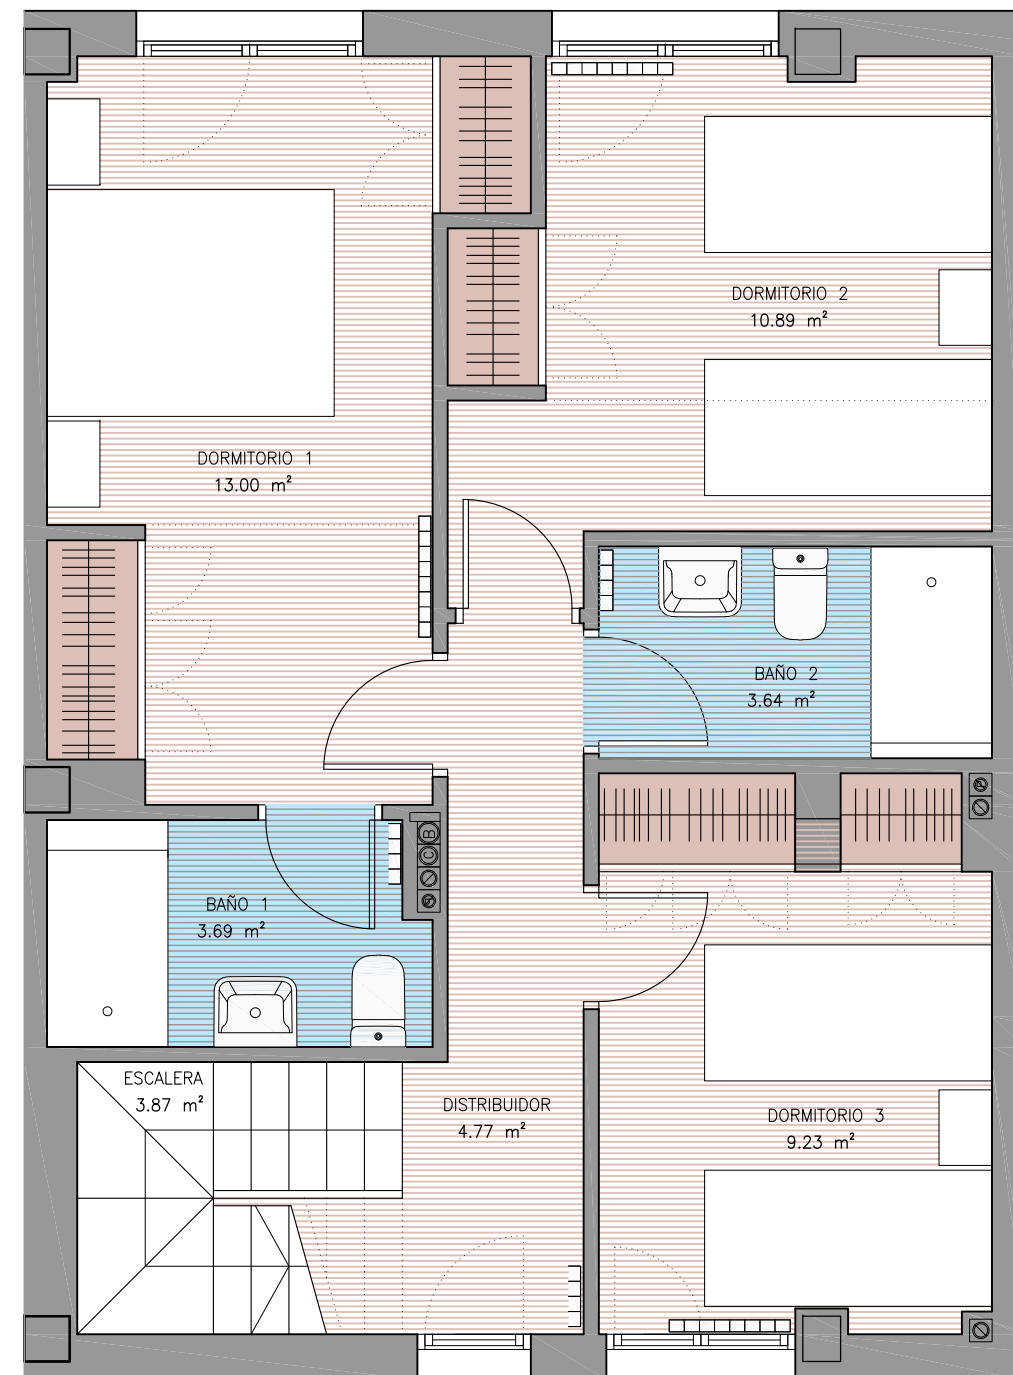 DORMITORIO 2
10.89 m²
DORMITORIO 1
13.00 m²
BAÑO 2
3.64 m²
B
C
BAÑO 1
3.69 m²
ESCALERA
3.87 m²
DISTRIBUIDOR
4.77 m²
DORMITORIO 3
9.23 m²